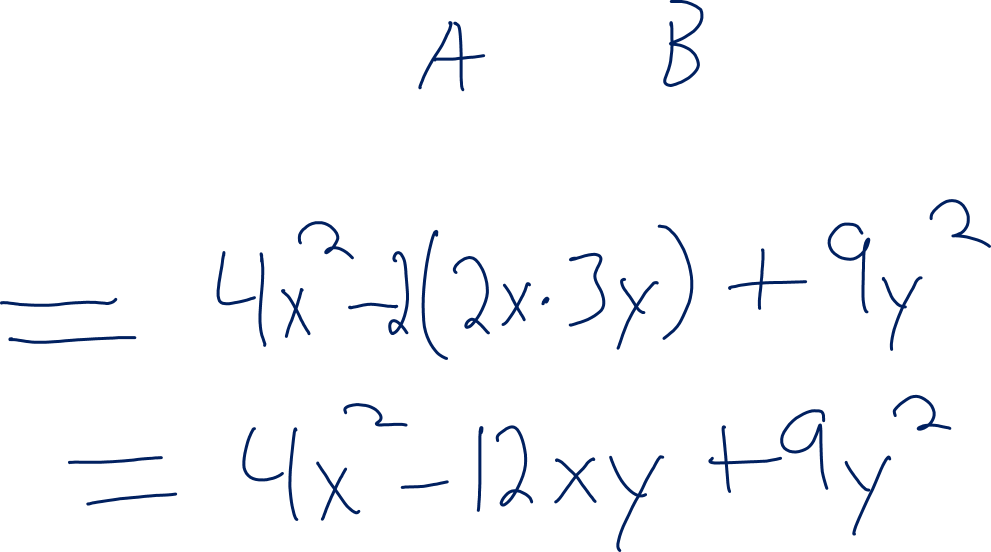 A B
= 4x² - 2(2x · 3y) + 9y²
= 4x² - 12xy + 9y²